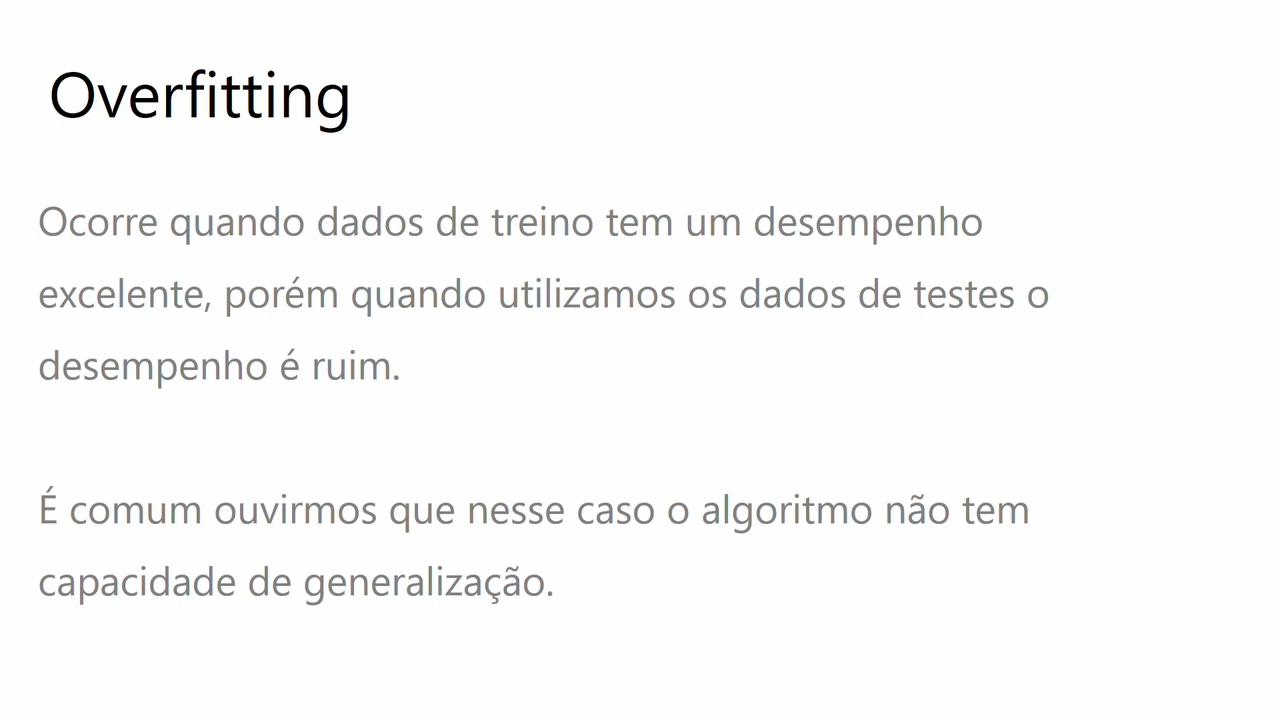 Overfitting
Ocorre quando dados de treino tem um desempenho
excelente, porém quando utilizamos os dados de testes o
desempenho é ruim.
É comum ouvirmos que nesse caso o algoritmo não tem
capacidade de generalização.